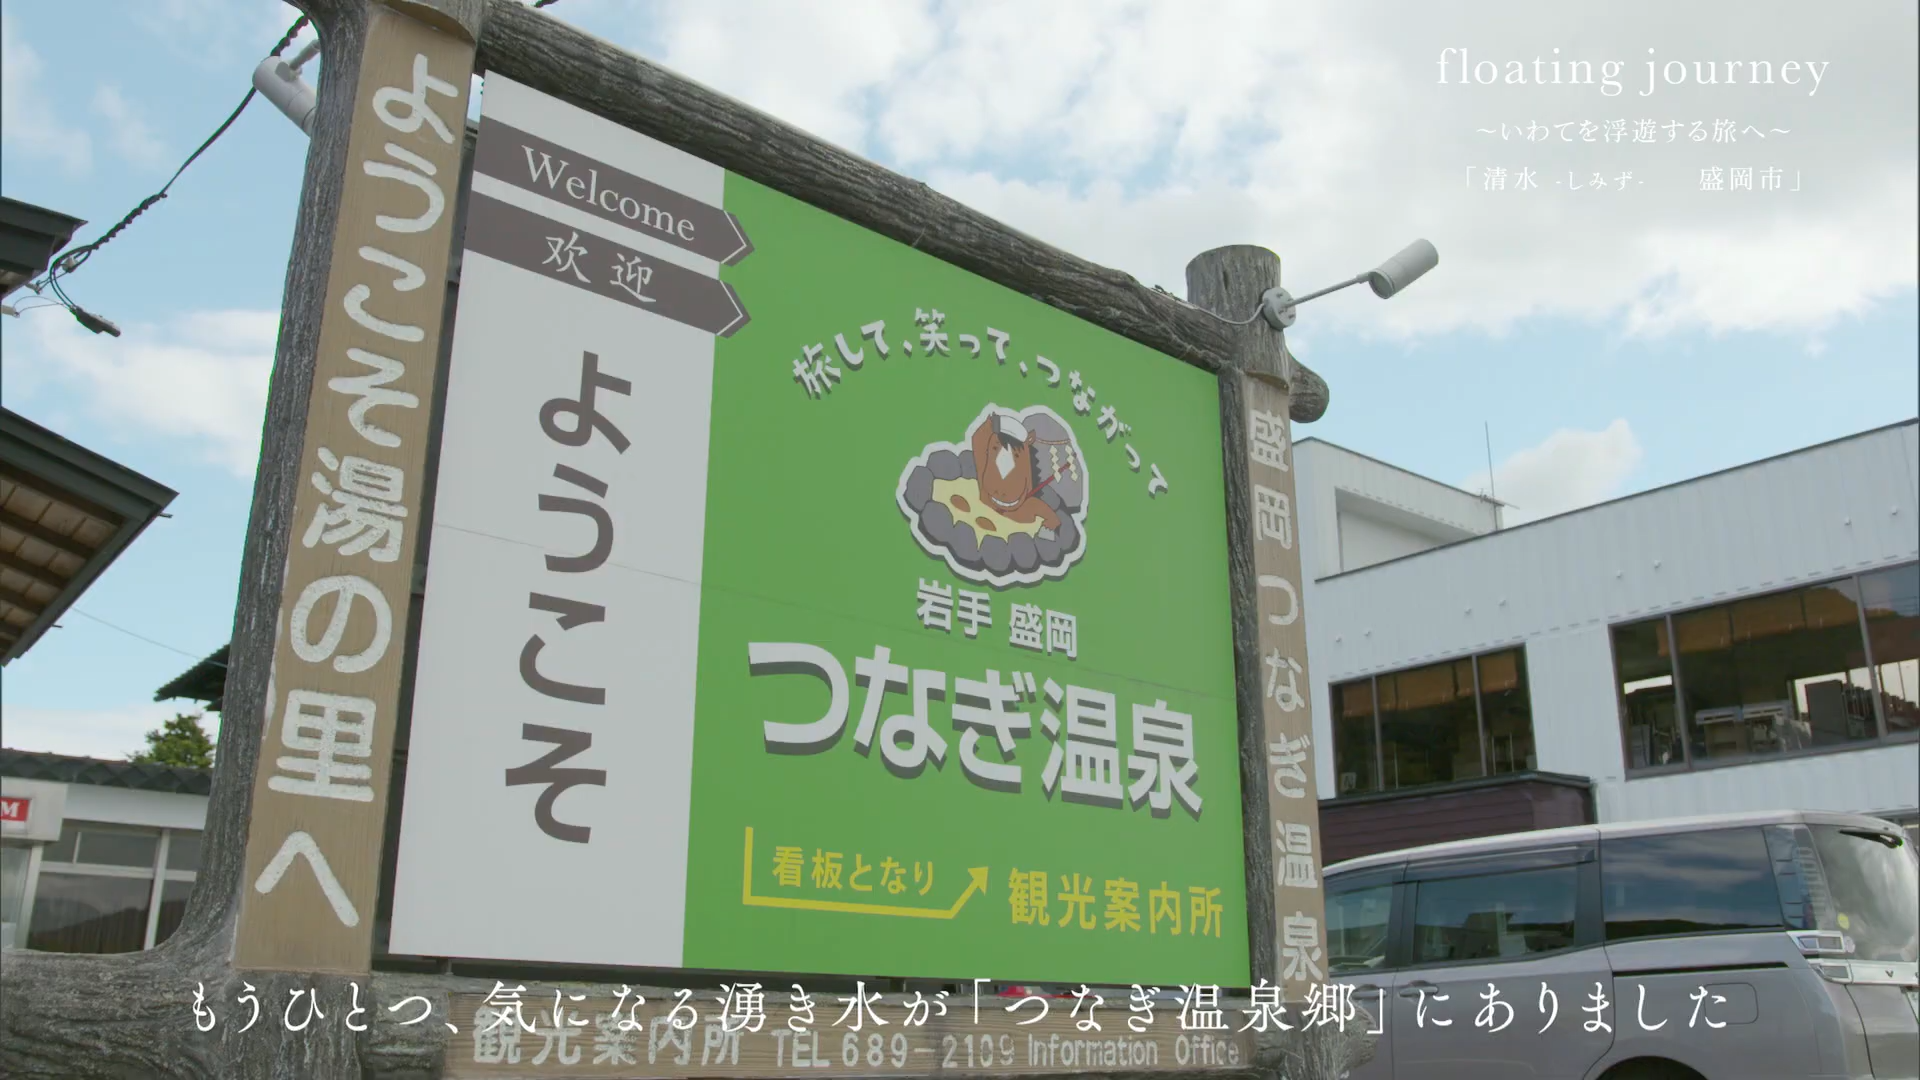 floating journey
～いわてを浮遊する旅へ～
「清水 -しみず-　盛岡市」
ようこそ湯の里へ
Welcome
欢迎
ようこそ
旅して、笑って、つながって
岩手 盛岡
つなぎ温泉
看板となり
観光案内所
盛岡つなぎ温泉
M
もうひとつ、気になる湧き水が「つなぎ温泉郷」にありました
観光案内所 TEL 689-2109 Information Office